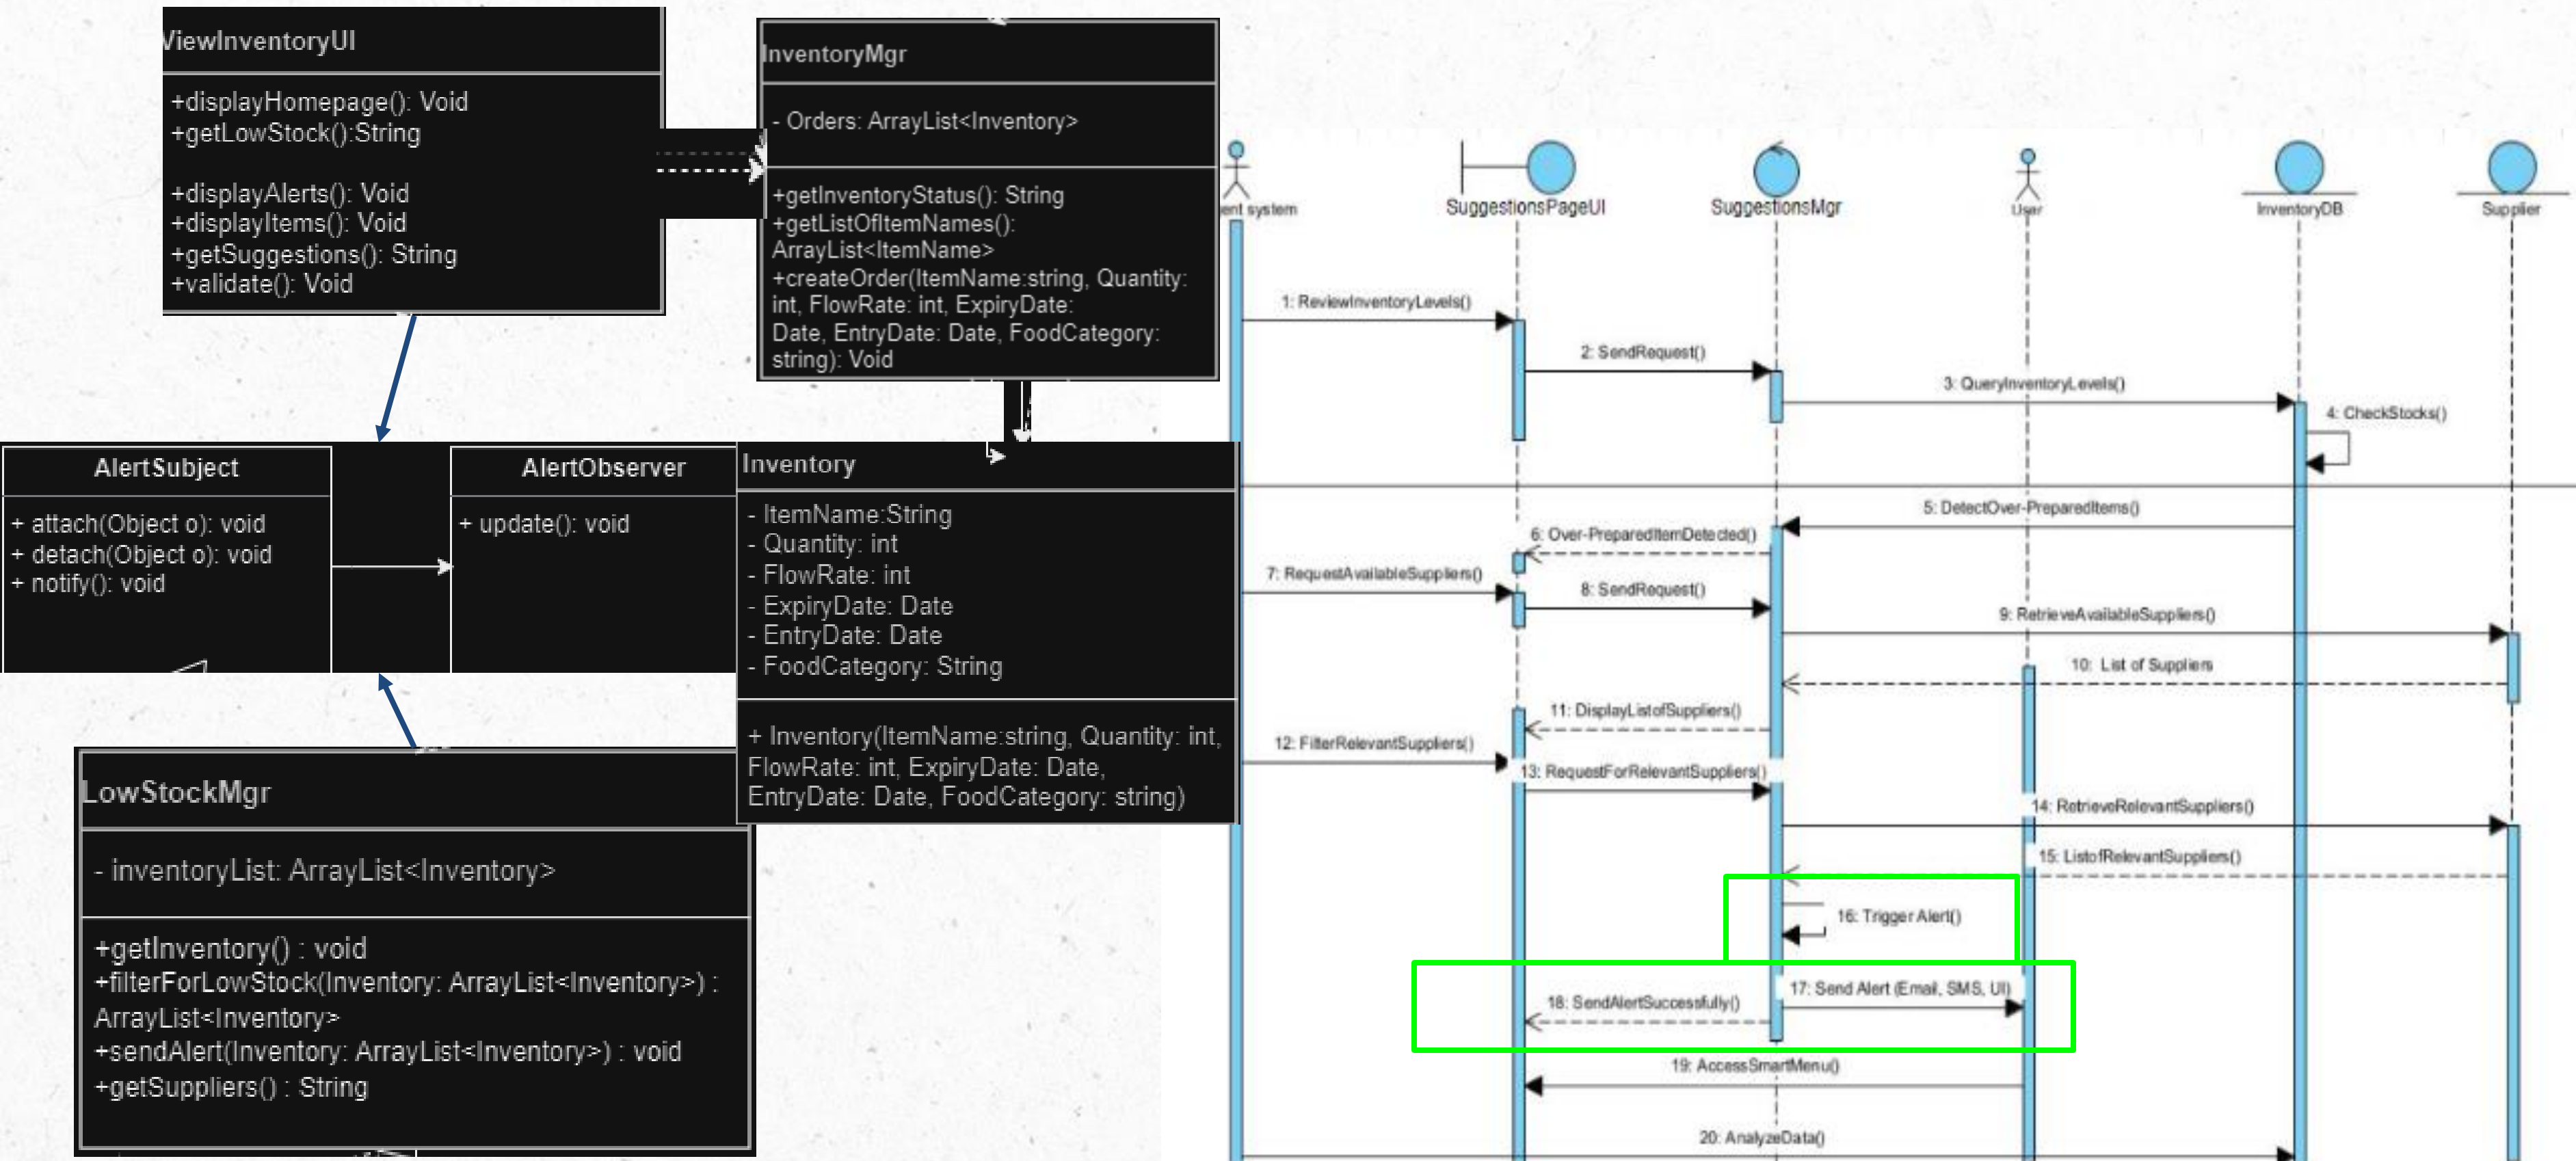 ViewInventoryUI
+displayHomepage(): Void
+getLowStock():String
+displayAlerts(): Void
+displayItems(): Void
+getSuggestions(): String
+validate(): Void
InventoryMgr
- Orders: ArrayList<Inventory>
+getInventoryStatus(): String
+getListOfItemNames():
ArrayList<ItemName>
+createOrder(ItemName:string, Quantity:
int, FlowRate: int, ExpiryDate:
Date, EntryDate: Date, FoodCategory:
string): Void
AlertSubject
+ attach(Object o): void
+ detach(Object o): void
+ notify(): void
AlertObserver
+ update(): void
Inventory
- ItemName:String
- Quantity: int
- FlowRate: int
- ExpiryDate: Date
- EntryDate: Date
- FoodCategory: String
+ Inventory(ItemName:string, Quantity: int,
FlowRate: int, ExpiryDate: Date,
EntryDate: Date, FoodCategory: string)
LowStockMgr
- inventoryList: ArrayList<Inventory>
+getInventory() : void
+filterForLowStock(Inventory: ArrayList<Inventory>) :
ArrayList<Inventory>
+sendAlert(Inventory: ArrayList<Inventory>) : void
+getSuppliers() : String
ent system
SuggestionsPageUI
SuggestionsMgr
User
InventoryDB
Supplier
1: ReviewInventoryLevels()
2: SendRequest()
3: QueryInventoryLevels()
4: CheckStocks()
5: DetectOver-PreparedItems()
6: Over-PreparedItemDetected()
7: RequestAvailableSuppliers()
8: SendRequest()
9: RetrieveAvailableSuppliers()
10: List of Suppliers
11: DisplayListofSuppliers()
12: FilterRelevantSuppliers()
13: RequestForRelevantSuppliers()
14: RetrieveRelevantSuppliers()
15: ListofRelevantSuppliers()
16: Trigger Alert()
17: Send Alert (Email, SMS, UI)
18: SendAlertSuccessfully()
19: AccessSmartMenu()
20: AnalyzeData()